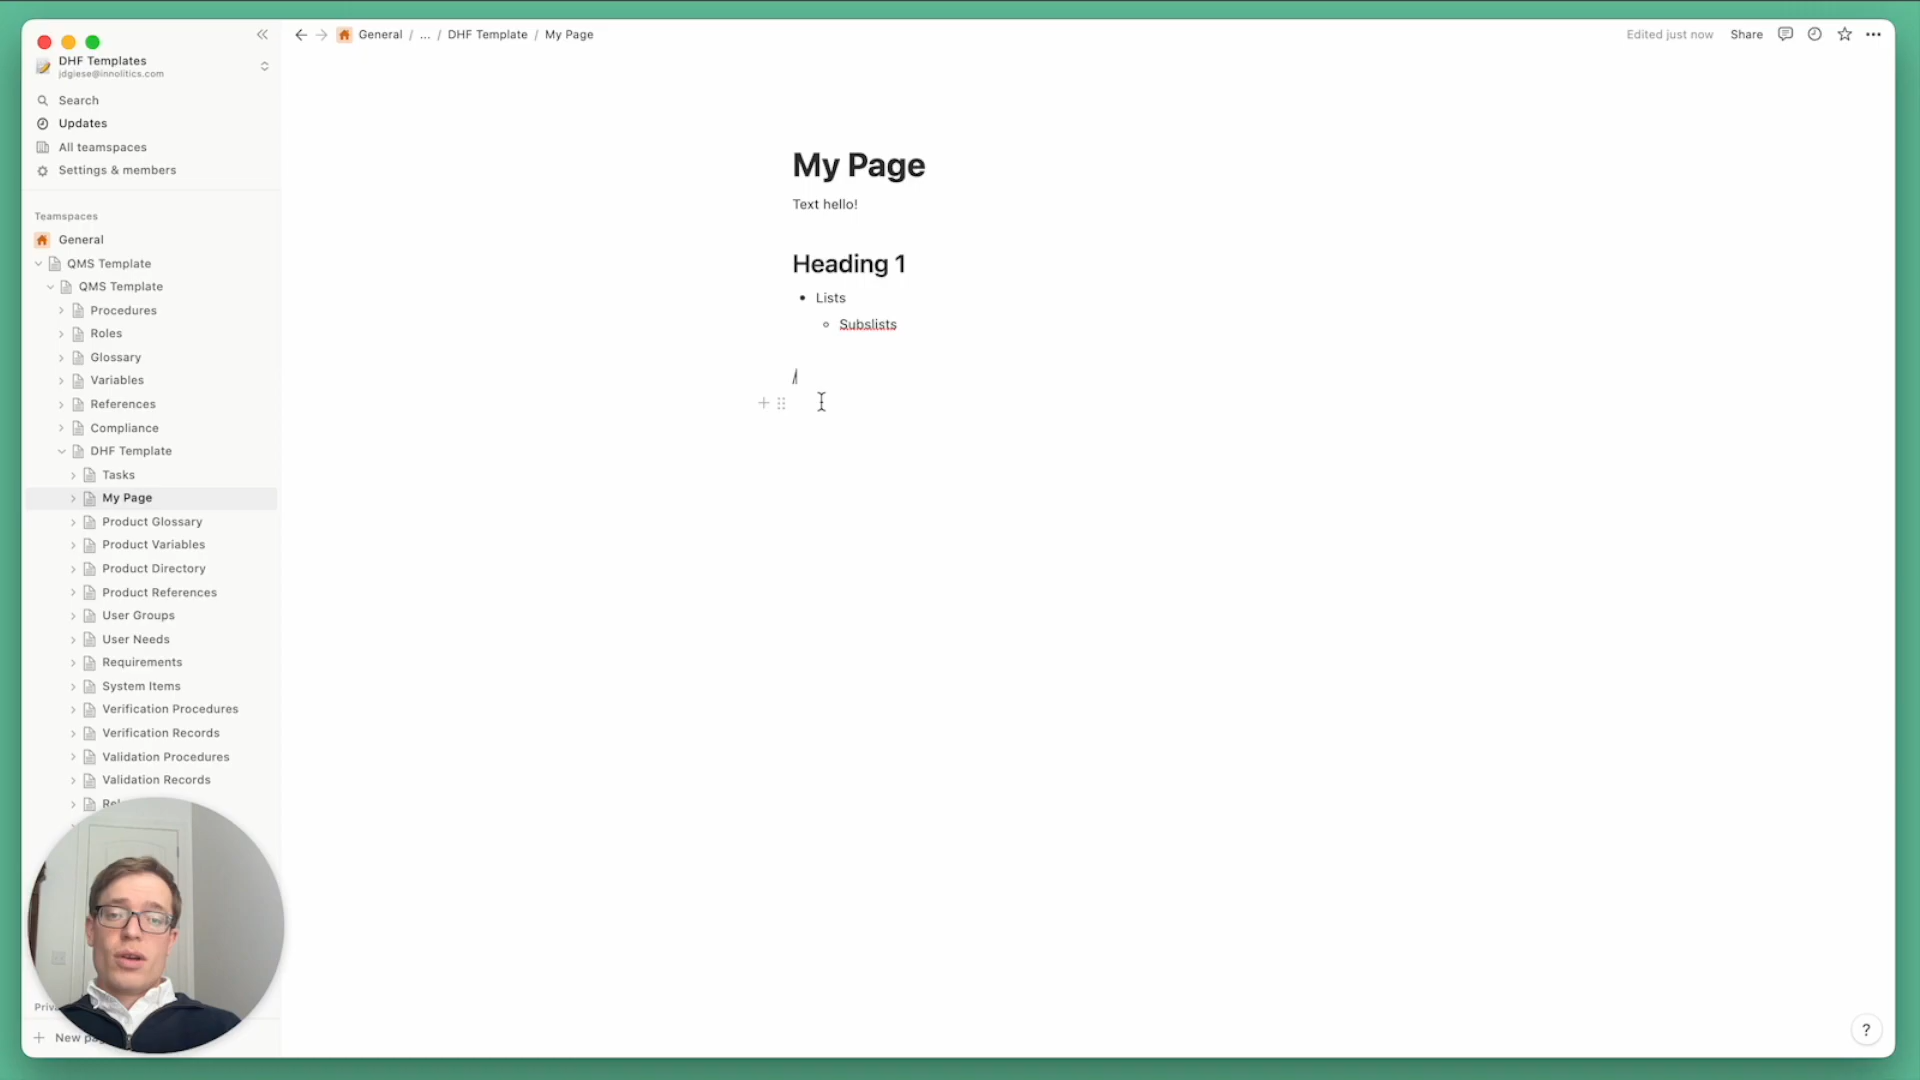 General / ... / DHF Template / My Page
Edited just now Share
DHF Templates
jdgiese@innolitics.com
Search
Updates
All teamspaces
Settings & members
Teamspaces
General
QMS Template
QMS Template
Procedures
Roles
Glossary
Variables
References
Compliance
DHF Template
Tasks
My Page
Product Glossary
Product Variables
Product Directory
Product References
User Groups
User Needs
Requirements
System Items
Verification Procedures
Verification Records
Validation Procedures
Validation Records
New
My Page
Text hello!
Heading 1
• Lists
◦ Subslists
/
?